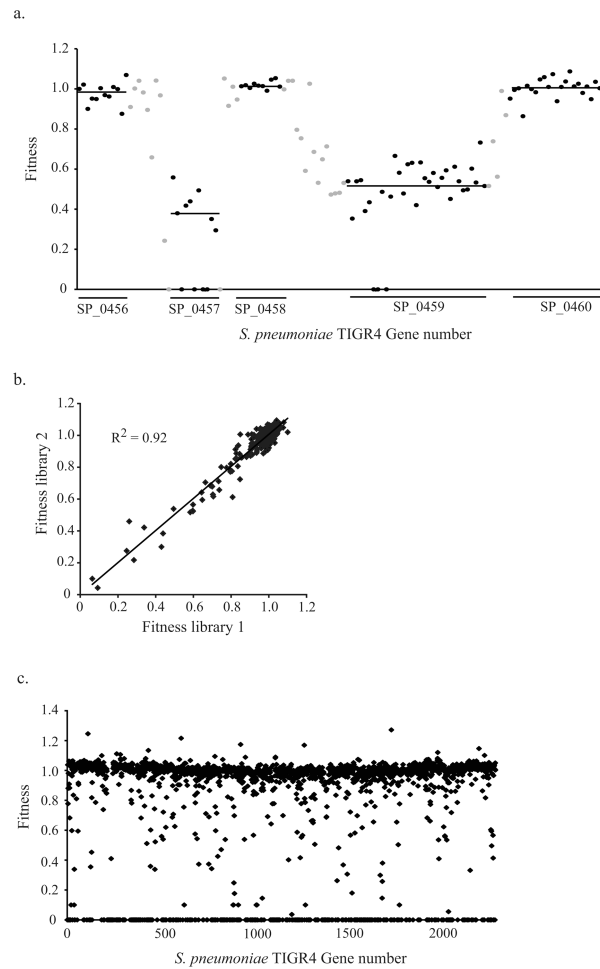 a.
1.2
1.0
0.8
0.6
0.4
0.2
0
Fitness
SP_0456 SP_0457 SP_0458 SP_0459 SP_0460
S. pneumoniae TIGR4 Gene number
b.
1.2
1.0
0.8
0.6
0.4
0.2
0
Fitness library 2
R² = 0.92
0 0.2 0.4 0.6 0.8 1.0 1.2
Fitness library 1
c.
1.4
1.2
1.0
0.8
0.6
0.4
0.2
0
Fitness
0 500 1000 1500 2000
S. pneumoniae TIGR4 Gene number